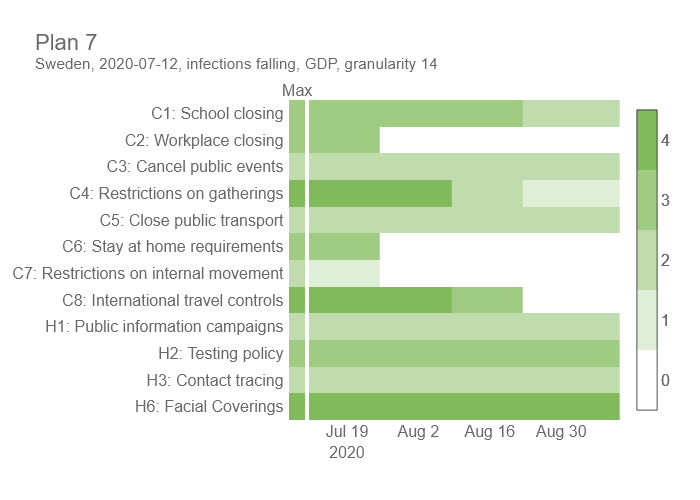 Plan 7
Sweden, 2020-07-12, infections falling, GDP, granularity 14
Max
C1: School closing
C2: Workplace closing
C3: Cancel public events
C4: Restrictions on gatherings
C5: Close public transport
C6: Stay at home requirements
C7: Restrictions on internal movement
C8: International travel controls
H1: Public information campaigns
H2: Testing policy
H3: Contact tracing
H6: Facial Coverings
4
3
2
1
0
Jul 19 Aug 2 Aug 16 Aug 30
2020